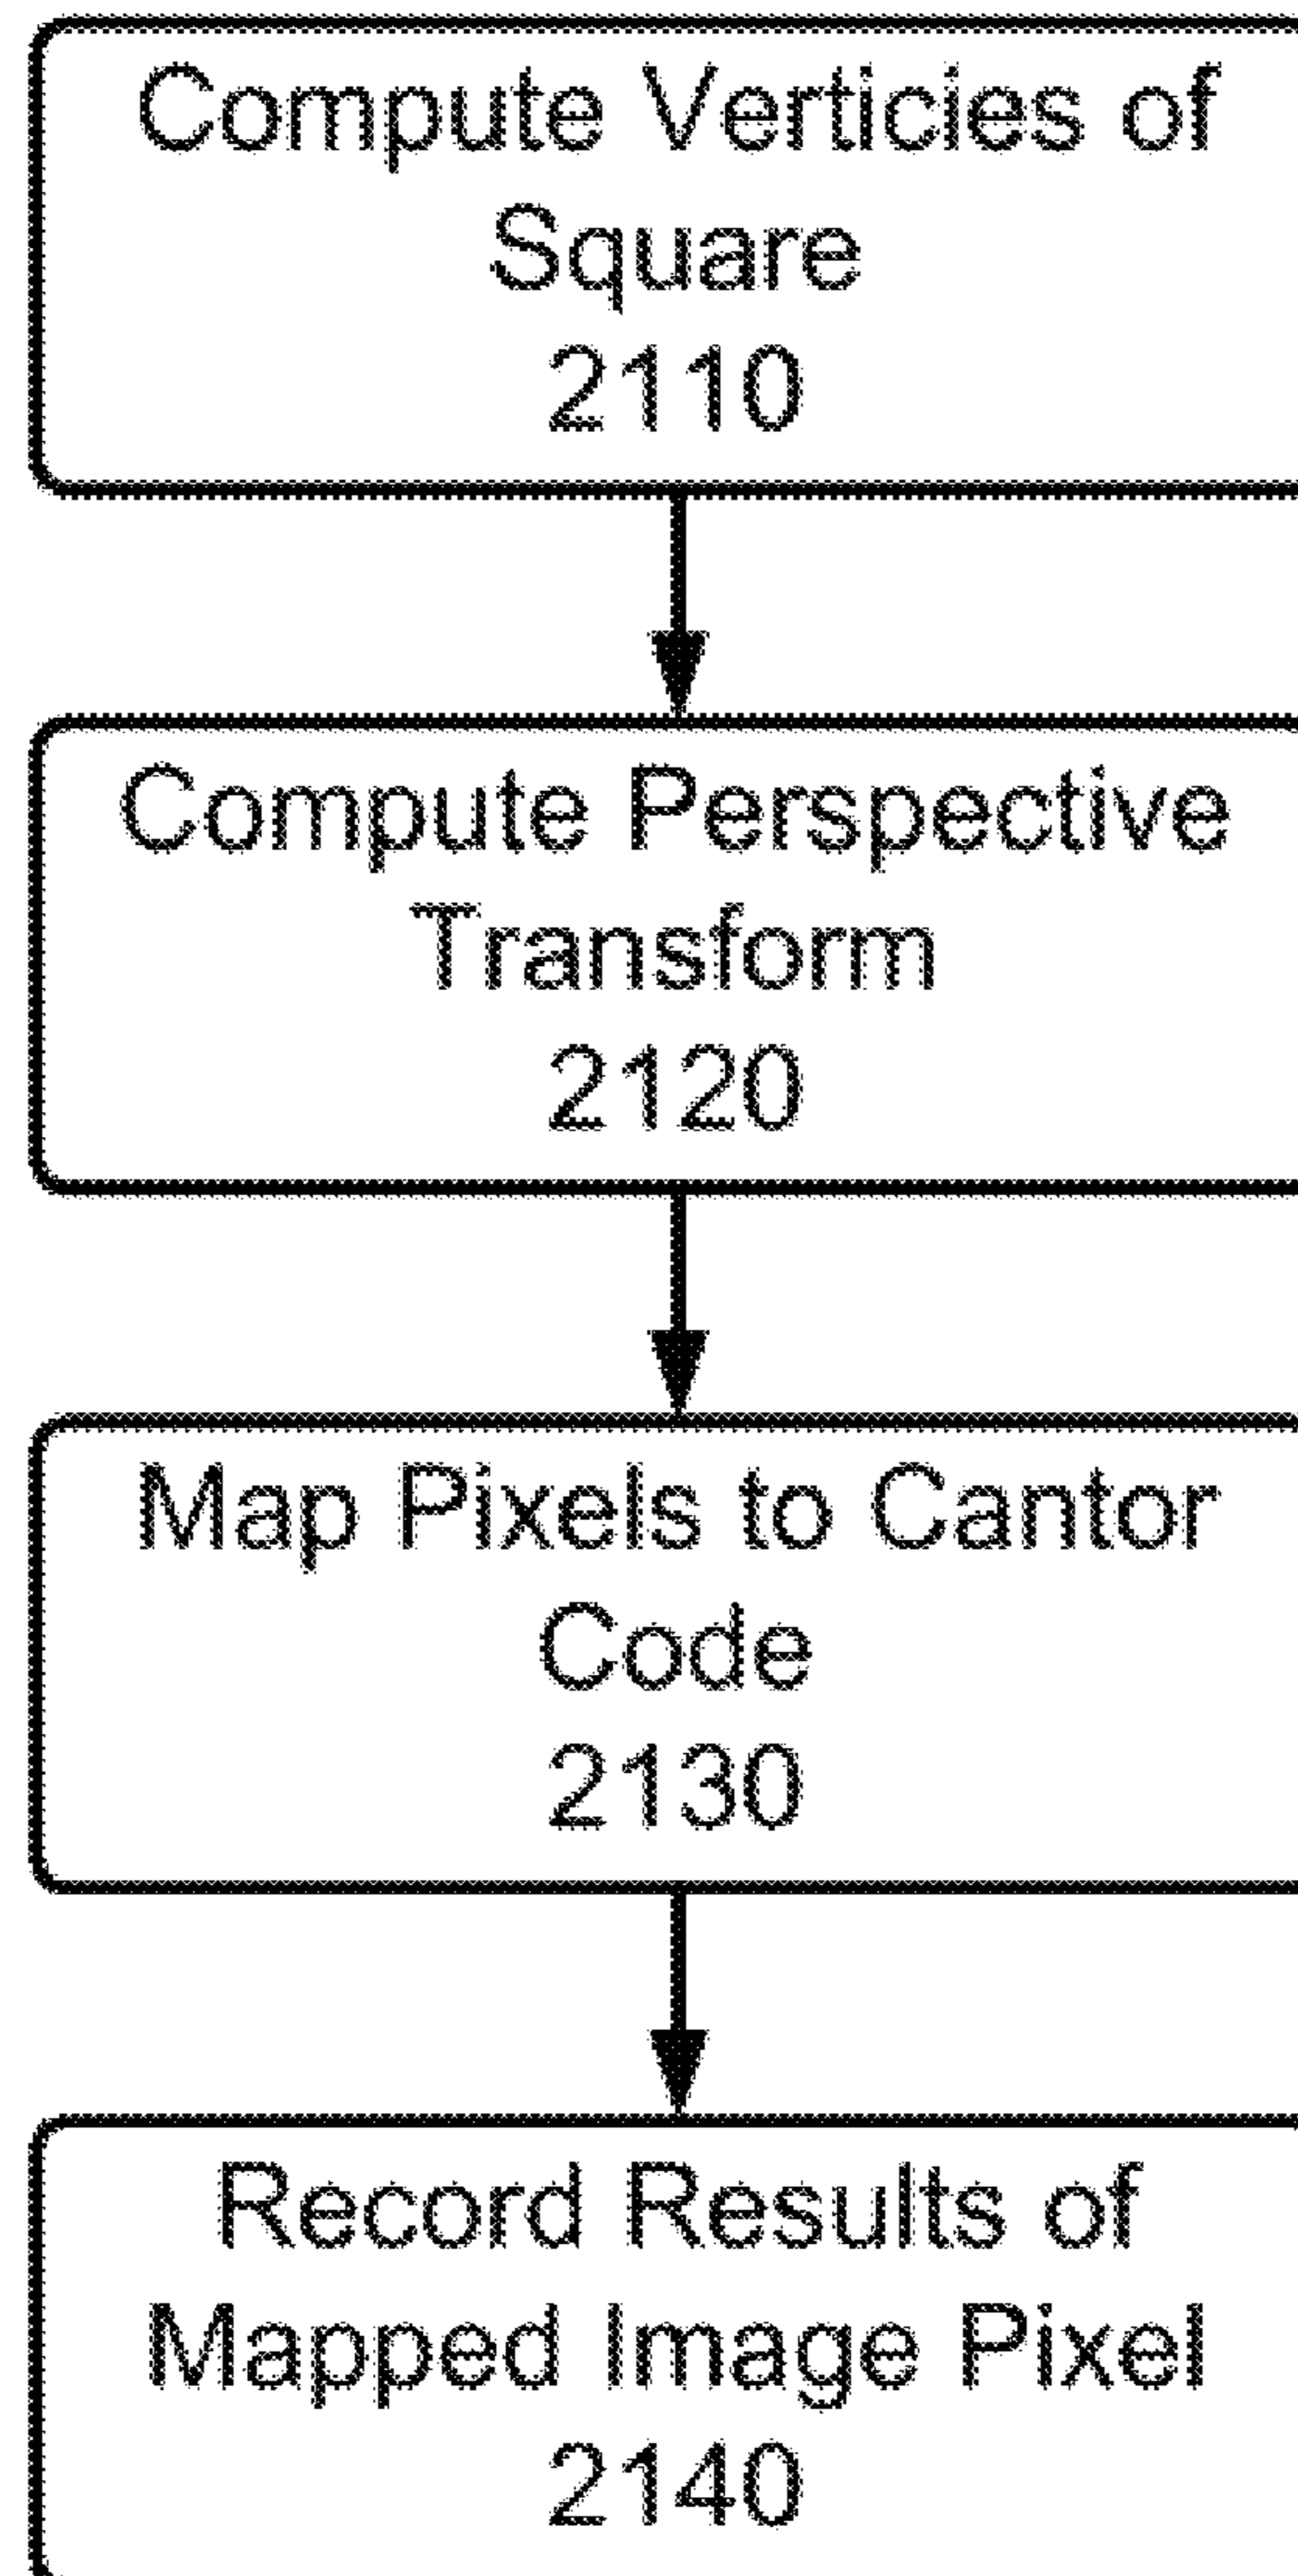 Compute Verticies of
Square
2110
Compute Perspective
Transform
2120
Map Pixels to Cantor
Code
2130
Record Results of
Mapped Image Pixel
2140